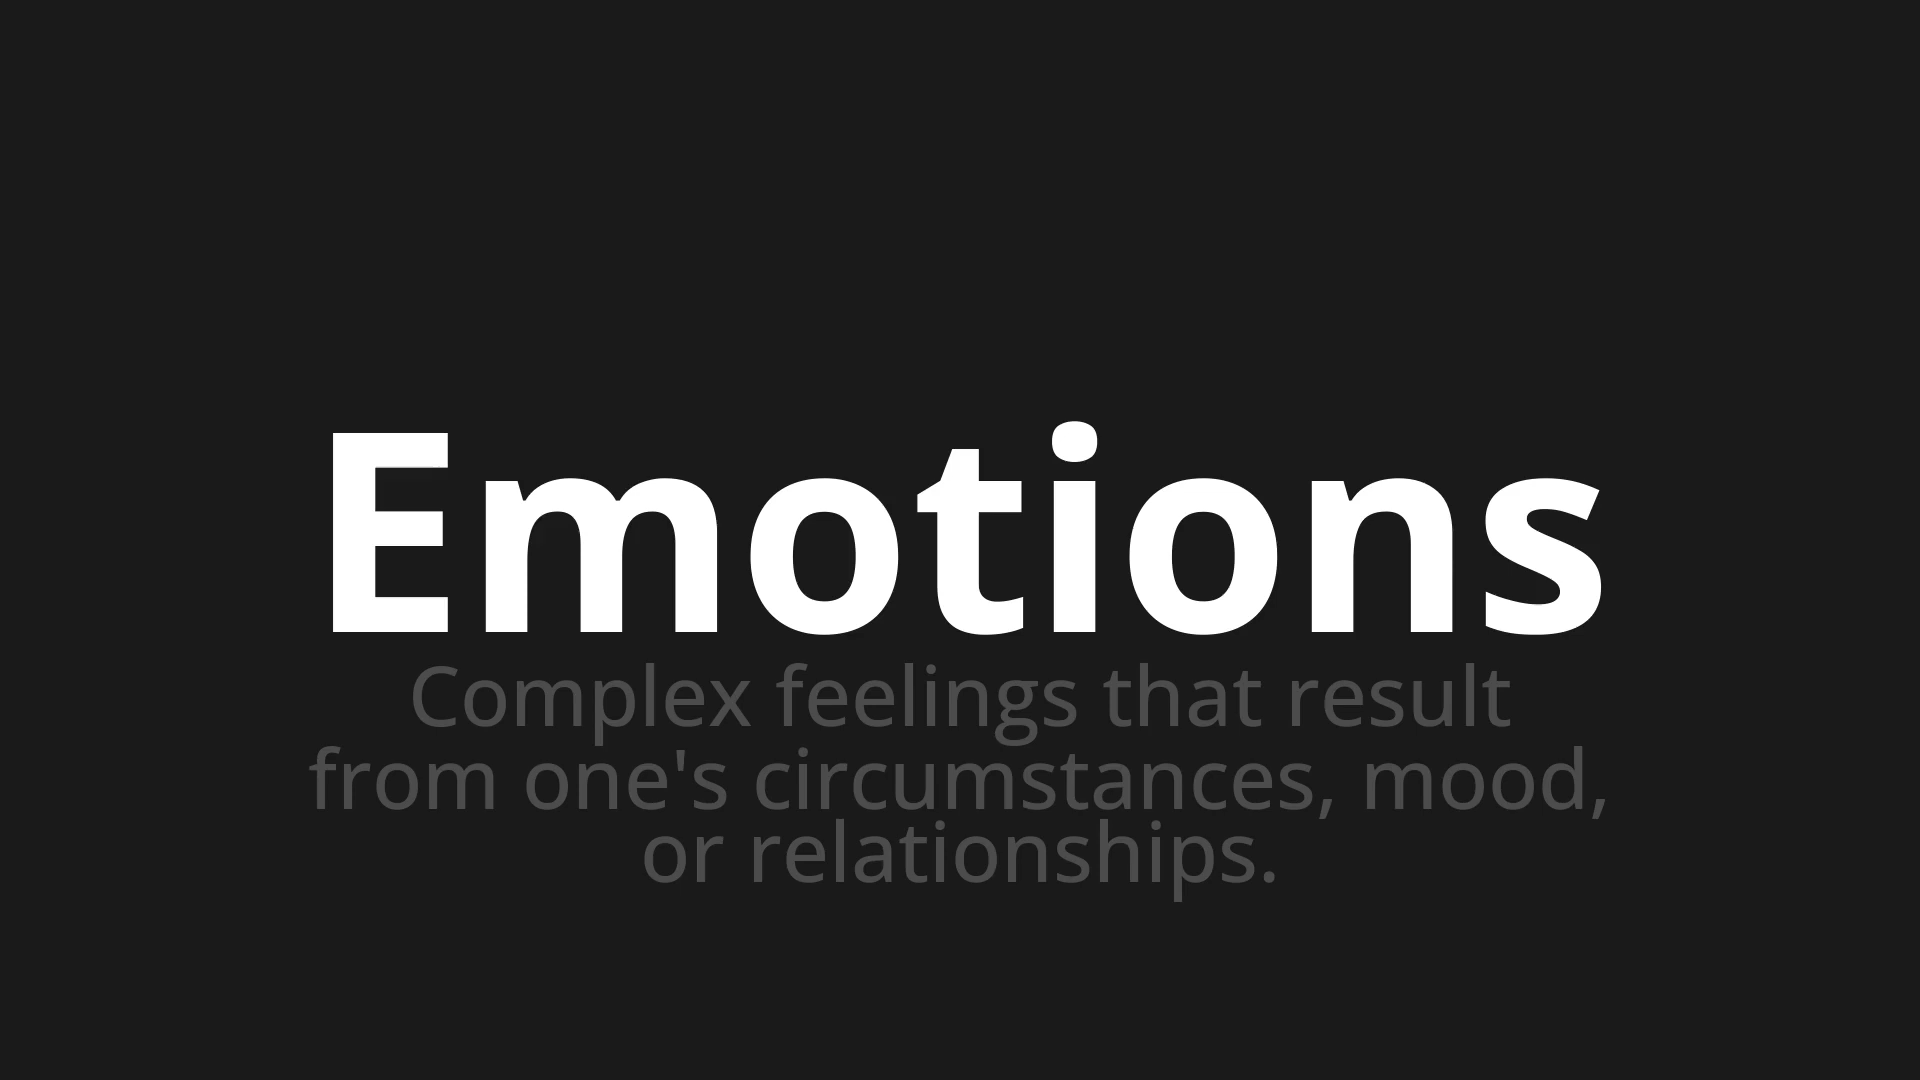 Emotions
Complex feelings that result
from one's circumstances, mood,
or relationships.